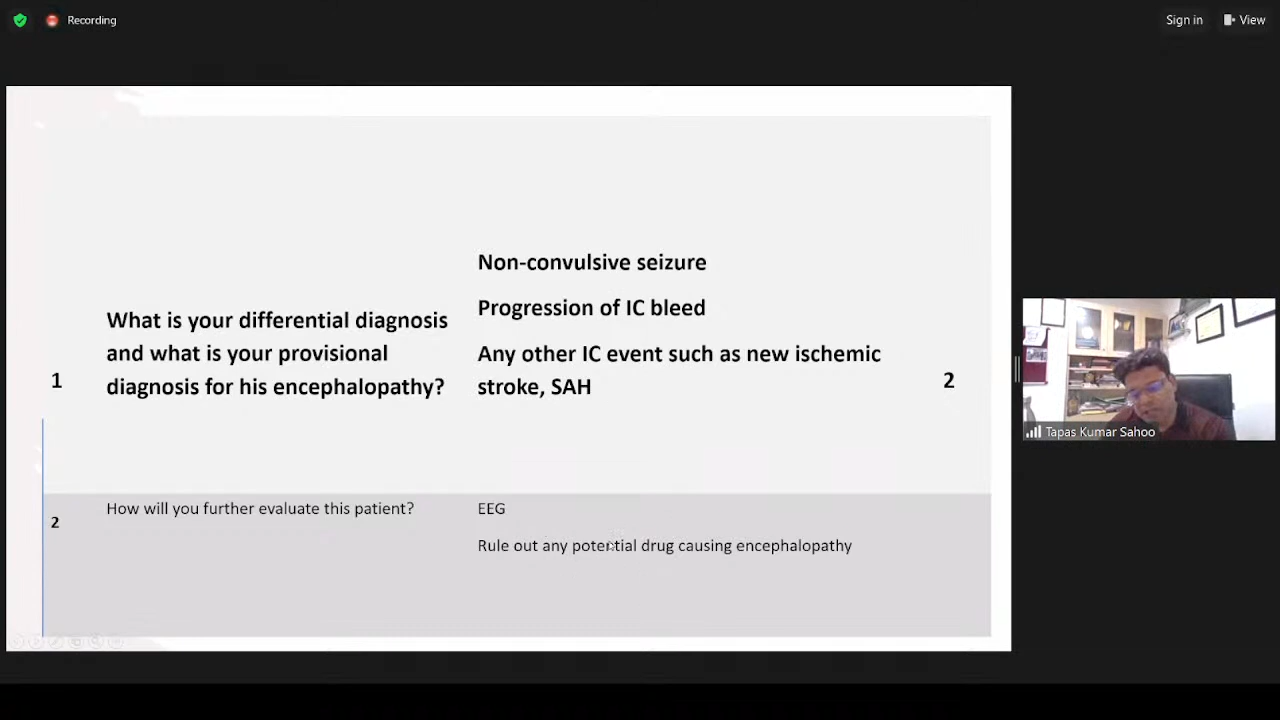 Recording
Sign in
View
Non-convulsive seizure
Progression of IC bleed
What is your differential diagnosis
and what is your provisional
diagnosis for his encephalopathy?
Any other IC event such as new ischemic
stroke, SAH
1
2
2
How will you further evaluate this patient?
EEG
Rule out any potential drug causing encephalopathy
Tapas Kumar Sahoo